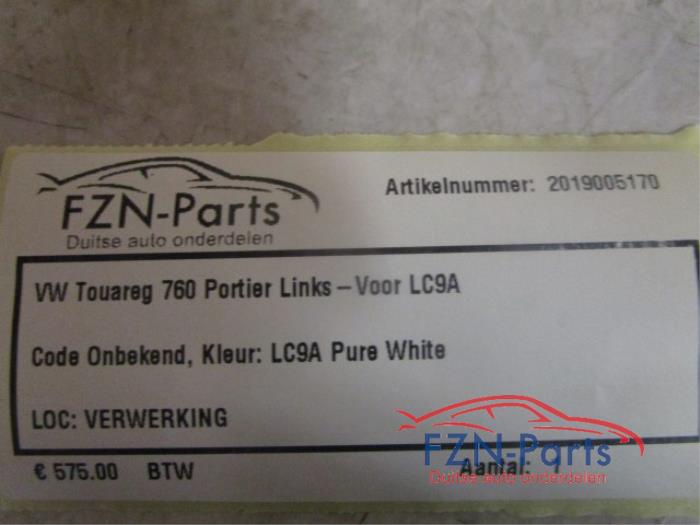 FZN-Parts
Duitse auto onderdelen
Artikelnummer: 2019005170
VW Touareg 760 Portier Links – Voor LC9A
Code Onbekend, Kleur: LC9A Pure White
LOC: VERWERKING
€ 575.00 BTW
Aantal: 1
FZN-Parts
Duitse auto onderdelen